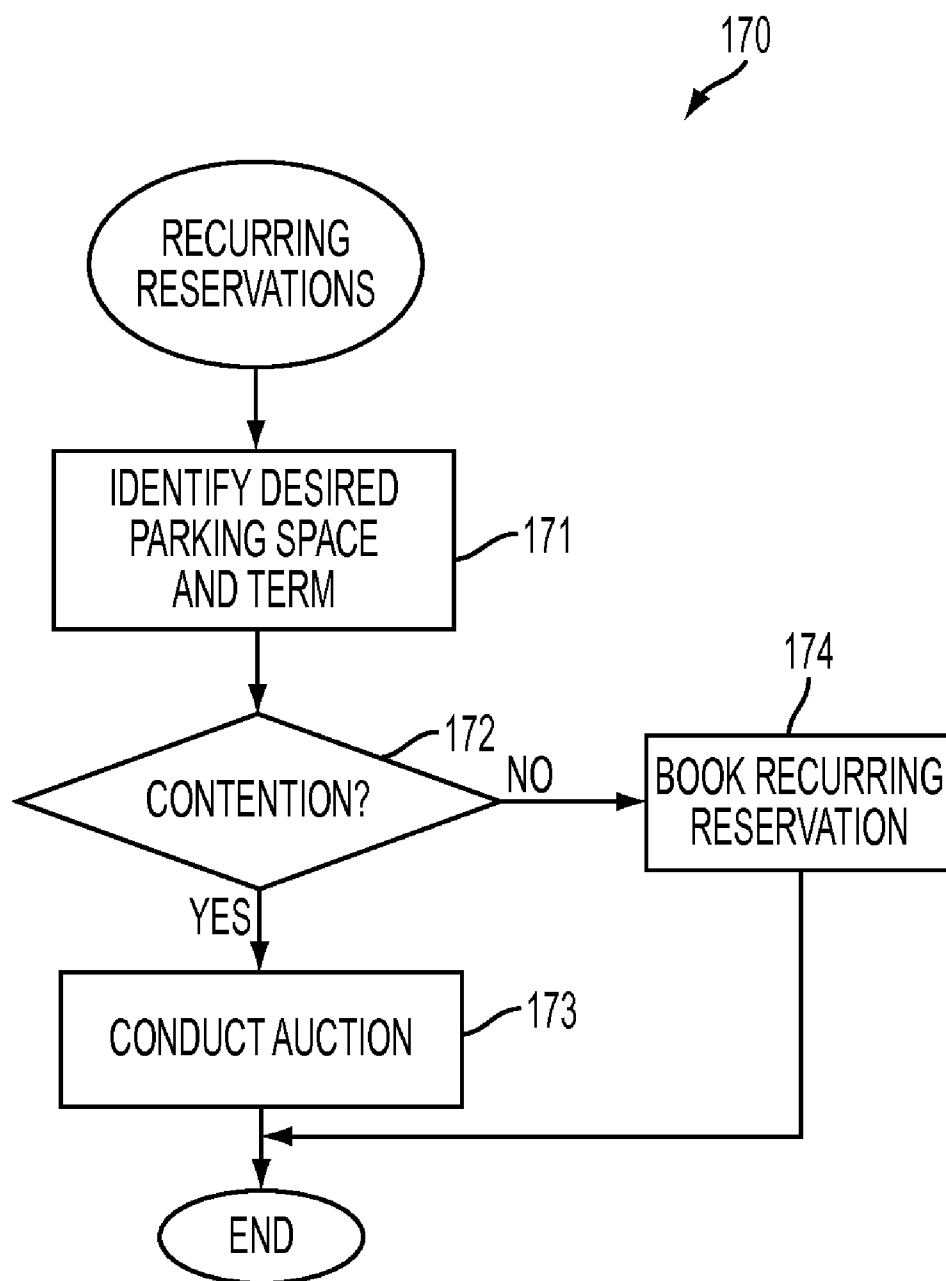 170
RECURRING
RESERVATIONS
IDENTIFY DESIRED
PARKING SPACE
AND TERM
171
174
172
CONTENTION?
NO
BOOK RECURRING
RESERVATION
YES
CONDUCT AUCTION
173
END